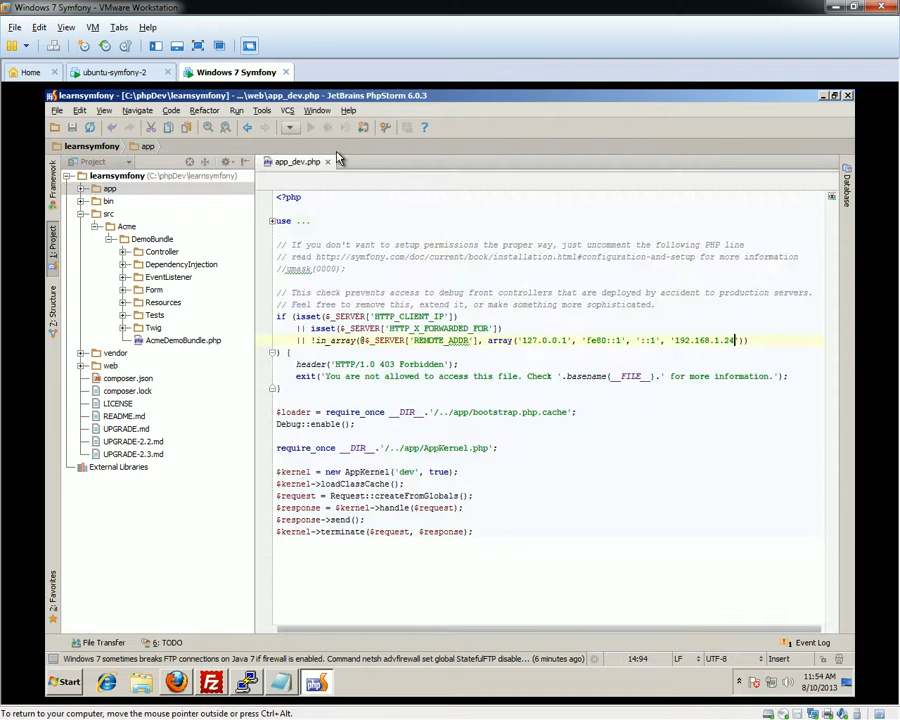 Windows 7 Symfony - VMware Workstation
File Edit View VM Tabs Help
Home ubuntu-symfony-2 Windows 7 Symfony
learnsymfony - [C:\phpDev\learnsymfony] - ...\web\app_dev.php - JetBrains PhpStorm 6.0.3
File Edit View Navigate Code Refactor Run Tools VCS Window Help
learnsymfony app
Project app_dev.php
learnsymfony (C:\phpDev\learnsymfony)
app
bin
src
Acme
DemoBundle
Controller
DependencyInjection
EventListener
Form
Resources
Tests
Twig
AcmeDemoBundle.php
vendor
web
composer.json
composer.lock
LICENSE
README.md
UPGRADE.md
UPGRADE-2.2.md
UPGRADE-2.3.md
External Libraries
Framework
1: Project
7: Structure
2: Favorites
Database
<?php
use ...
// If you don't want to setup permissions the proper way, just uncomment the following PHP line
// read http://symfony.com/doc/current/book/installation.html#configuration-and-setup for more information
//umask(0000);
// This check prevents access to debug front controllers that are deployed by accident to production servers.
// Feel free to remove this, extend it, or make something more sophisticated.
if (isset($_SERVER['HTTP_CLIENT_IP'])
|| isset($_SERVER['HTTP_X_FORWARDED_FOR'])
|| !in_array(@$_SERVER['REMOTE_ADDR'], array('127.0.0.1', 'fe80::1', '::1', '192.168.1.24'))
) {
header('HTTP/1.0 403 Forbidden');
exit('You are not allowed to access this file. Check '.basename(__FILE__).' for more information.');
}
$loader = require_once __DIR__.'/../app/bootstrap.php.cache';
Debug::enable();
require_once __DIR__.'/../app/AppKernel.php';
$kernel = new AppKernel('dev', true);
$kernel->loadClassCache();
$request = Request::createFromGlobals();
$response = $kernel->handle($request);
$response->send();
$kernel->terminate($request, $response);
File Transfer 6: TODO Event Log
Windows 7 sometimes breaks FTP connections on Java 7 if firewall is enabled. Command netsh advfirewall set global StatefulFTP disable... (6 minutes ago) 14:94 LF UTF-8 Insert
Start 11:54 AM
8/10/2013
To return to your computer, move the mouse pointer outside or press Ctrl+Alt.